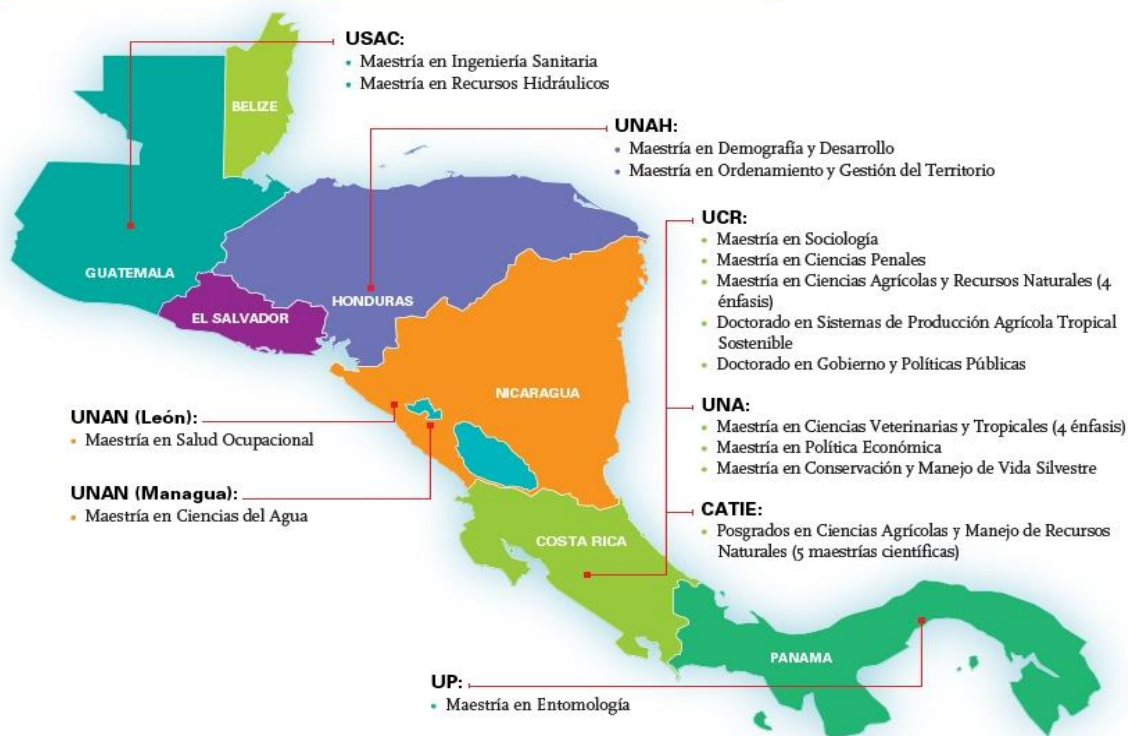 USAC:
• Maestría en Ingeniería Sanitaria
• Maestría en Recursos Hidráulicos
BELIZE
UNAH:
• Maestría en Demografía y Desarrollo
• Maestría en Ordenamiento y Gestión del Territorio
UCR:
• Maestría en Sociología
• Maestría en Ciencias Penales
• Maestría en Ciencias Agrícolas y Recursos Naturales (4
énfasis)
• Doctorado en Sistemas de Producción Agrícola Tropical
Sostenible
• Doctorado en Gobierno y Políticas Públicas
GUATEMALA
HONDURAS
EL SALVADOR
NICARAGUA
UNAN (León):
• Maestría en Salud Ocupacional
UNA:
• Maestría en Ciencias Veterinarias y Tropicales (4 énfasis)
• Maestría en Política Económica
• Maestría en Conservación y Manejo de Vida Silvestre
UNAN (Managua):
• Maestría en Ciencias del Agua
CATIE:
• Posgrados en Ciencias Agrícolas y Manejo de Recursos
Naturales (5 maestrías científicas)
COSTA RICA
PANAMA
UP:
• Maestría en Entomología